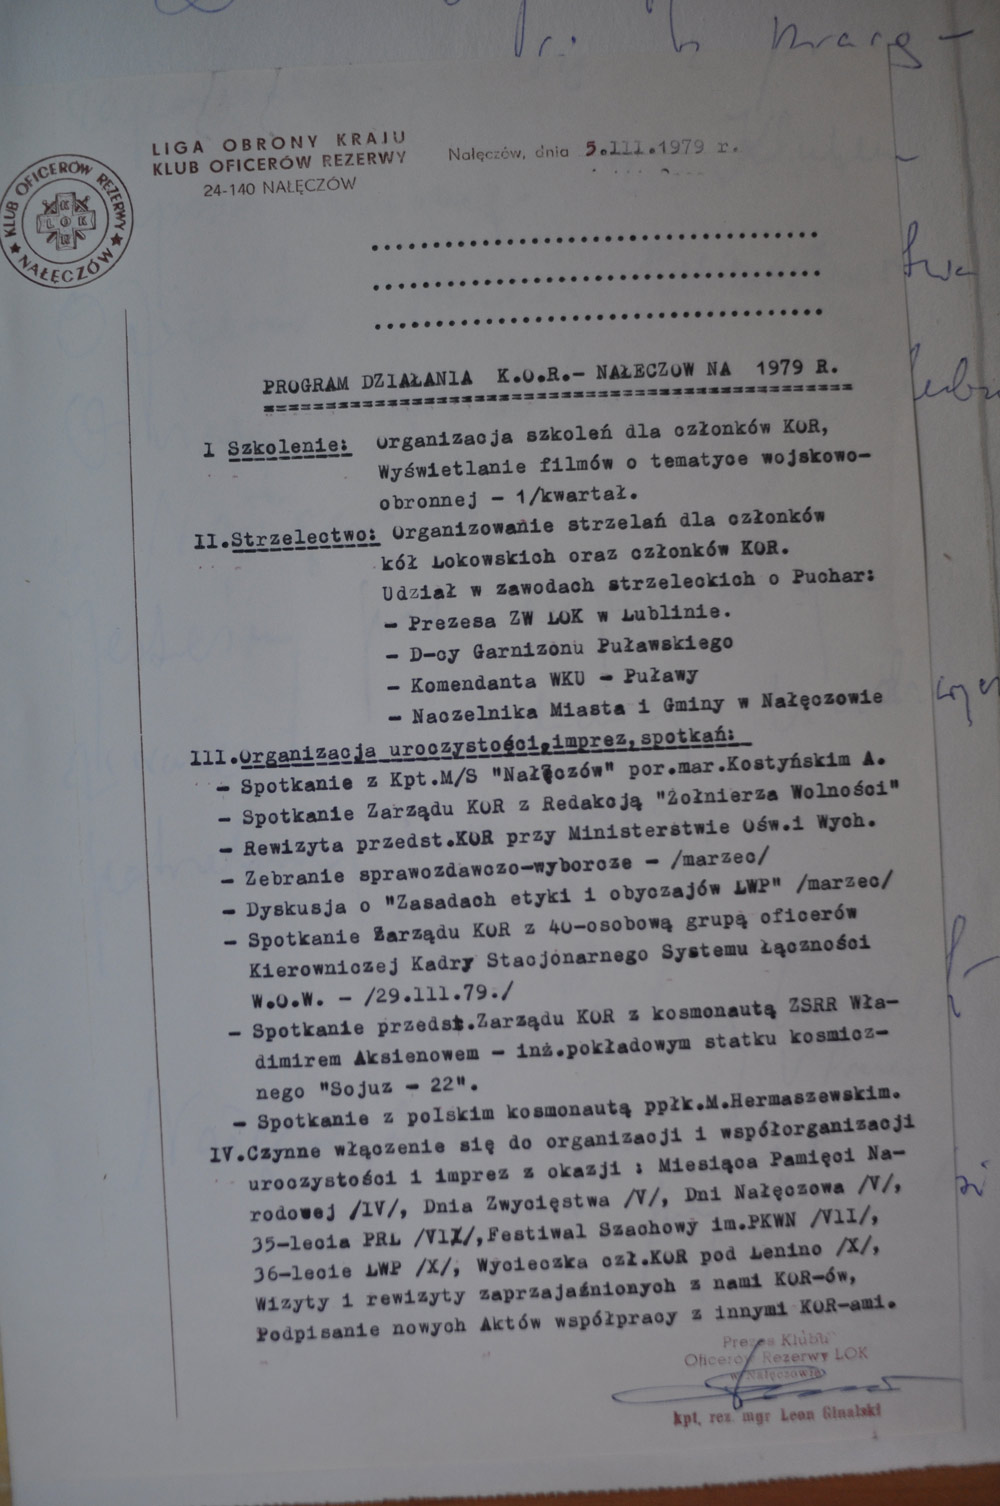 LIGA OBRONY KRAJU
KLUB OFICERÓW REZERWY
24-140 NAŁĘCZÓW
Nałęczów, dnia 5.III.1979 r.
KLUB OFICERÓW REZERWY
NAŁĘCZÓW
K
LOK
R
PROGRAM DZIAŁANIA K.O.R.- NAŁECZOW NA 1979 R.
I Szkolenie: Organizacja szkoleń dla członków KOR,
Wyświetlanie filmów o tematyce wojskowo-
obronnej - 1/kwartał.
II.Strzelectwo: Organizowanie strzelań dla członków
kół Lokowskich oraz członków KOR.
Udział w zawodach strzeleckich o Puchar:
- Prezesa ZW LOK w Lublinie.
- D-cy Garnizonu Puławskiego
- Komendanta WKU - Puławy
- Naczelnika Miasta i Gminy w Nałęczowie
III.Organizacja uroczystości,imprez,spotkań:
- Spotkanie z Kpt.M/S "Nałęczów" por.mar.Kostyńskim A.
- Spotkanie Zarządu KOR z Redakcją "Żołnierza Wolności"
- Rewizyta przedst.KOR przy Ministerstwie Ośw.i Wych.
- Zebranie sprawozdawczo-wyborcze - /marzec/
- Dyskusja o "Zasadach etyki i obyczajów LWP" /marzec/
- Spotkanie Zarządu KOR z 40-osobową grupą oficerów
Kierowniczej Kadry Stacjonarnego Systemu Łączności
W.O.W. - /29.III.79./
- Spotkanie przedst.Zarządu KOR z kosmonautą ZSRR Wła-
dimirem Aksienowem - inż.pokładowym statku kosmicz-
nego "Sojuz - 22".
- Spotkanie z polskim kosmonautą ppłk.M.Hermaszewskim.
IV.Czynne włączenie się do organizacji i współorganizacji
uroczystości i imprez z okazji : Miesiąca Pamięci Na-
rodowej /IV/, Dnia Zwycięstwa /V/, Dni Nałęczowa /V/,
35-lecia PRL /VII/,Festiwal Szachowy im.PKWN /VII/,
36-lecie LWP /X/, Wycieczka czł.KOR pod Lenino /X/,
Wizyty i rewizyty zaprzajaźnionych z nami KOR-ów,
Podpisanie nowych Aktów współpracy z innymi KOR-ami.
Prezes Klubu
Oficerów Rezerwy LOK
w Nałęczowie
kpt. rez. mgr Leon Ginalski